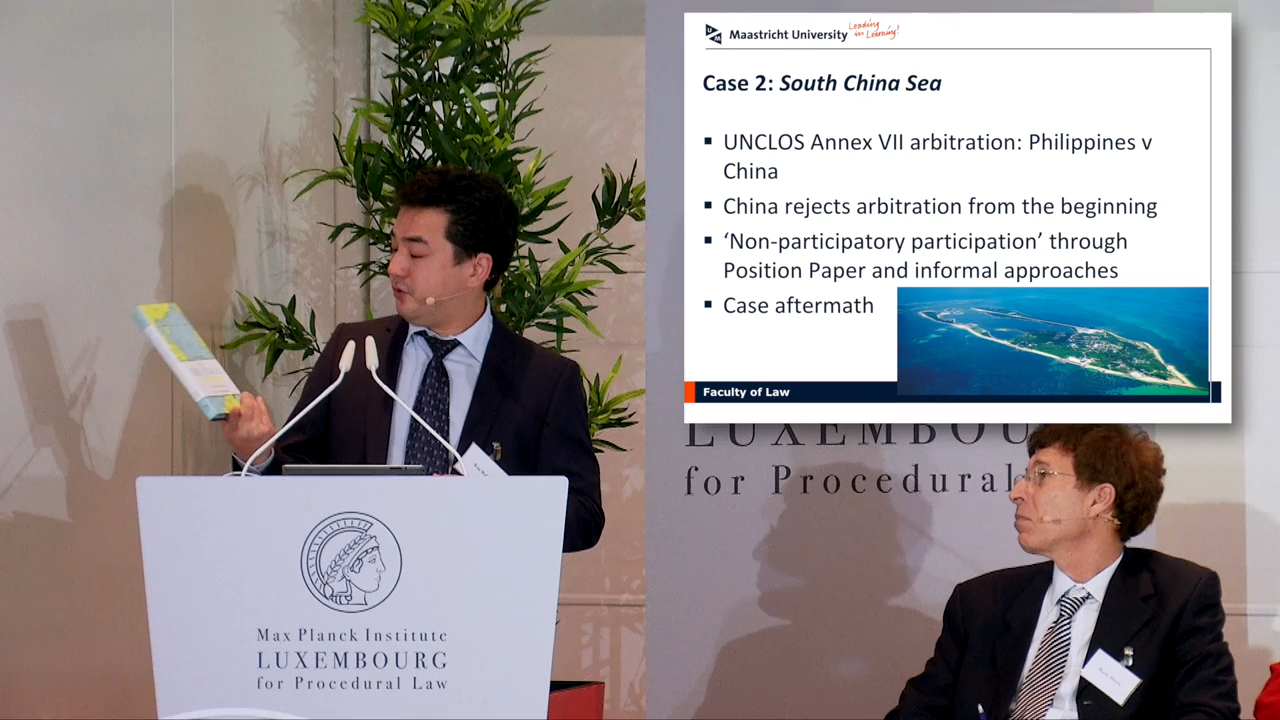 Maastricht University
Leading
in Learning!
Case 2: South China Sea
▪ UNCLOS Annex VII arbitration: Philippines v
China
▪ China rejects arbitration from the beginning
▪ ‘Non-participatory participation’ through
Position Paper and informal approaches
▪ Case aftermath
Faculty of Law
LUXEMBOU
for Procedural
Max Planck Institute
LUXEMBOURG
for Procedural Law